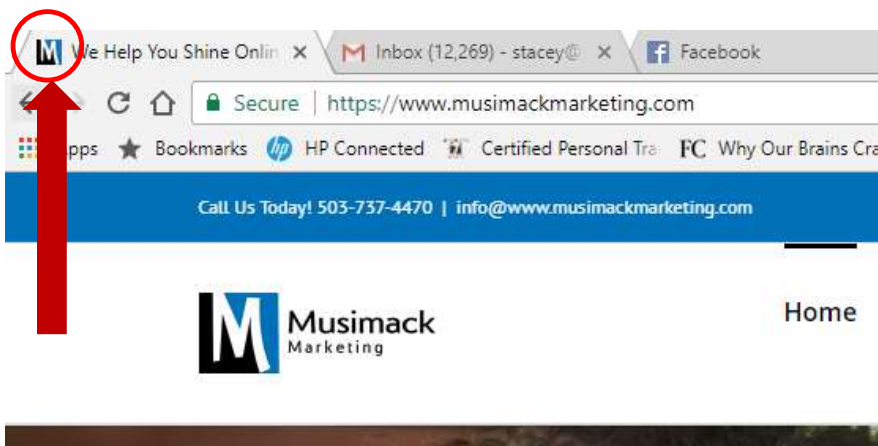 We Help You Shine Onlin
Inbox (12,269) - stacey@
Facebook
Secure
https://www.musimackmarketing.com
pps
Bookmarks
hp
HP Connected
Certified Personal Tra
FC
Why Our Brains Cra
Call Us Today! 503-737-4470 | info@www.musimackmarketing.com
M
Musimack
Marketing
Home